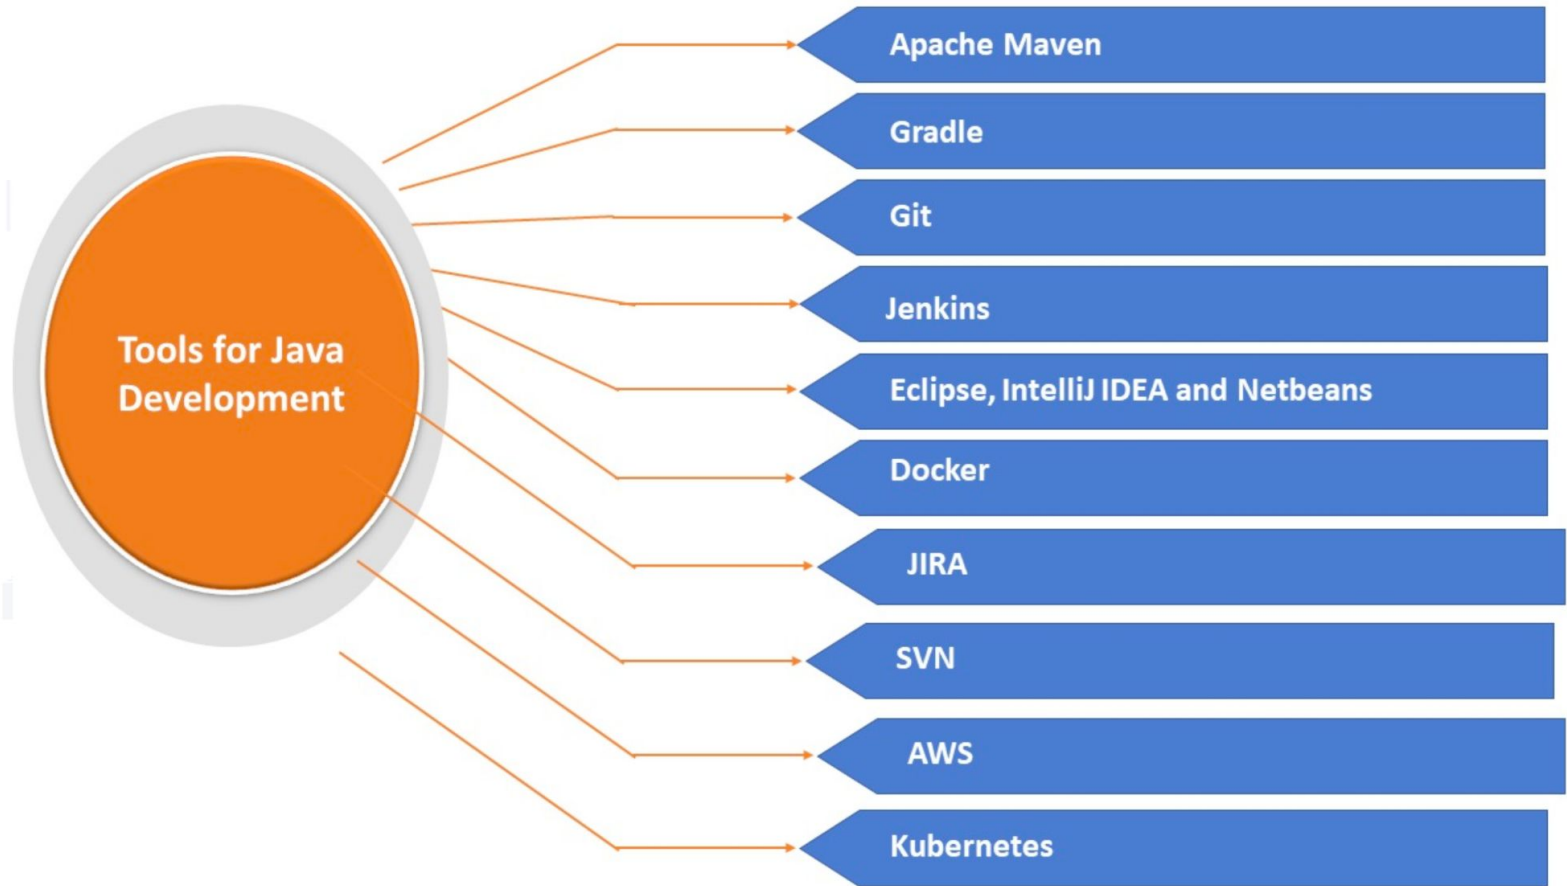 Tools for Java
Development
Apache Maven
Gradle
Git
Jenkins
Eclipse, IntelliJ IDEA and Netbeans
Docker
JIRA
SVN
AWS
Kubernetes